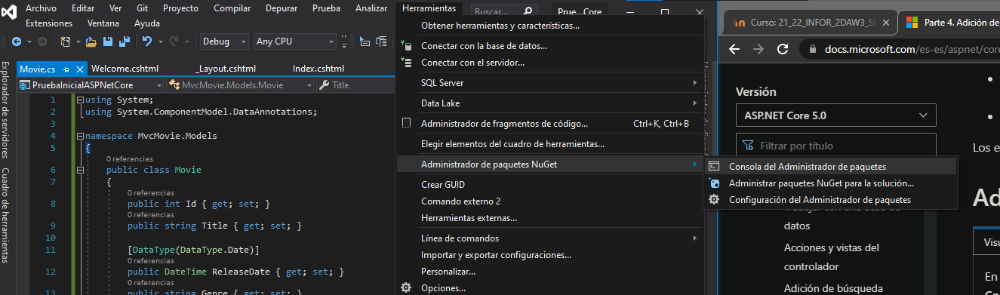 Archivo Editar Ver Git Proyecto Compilar Depurar Prueba Analizar Herramientas Buscar... Prue...Core
Extensiones Ventana Ayuda
Debug Any CPU
Explorador de servidores
Cuadro de herramientas
Movie.cs Welcome.cshtml _Layout.cshtml Index.cshtml
PruebaInicialASPNetCore MvcMovie.Models.Movie Title
1 using System;
2 using System.ComponentModel.DataAnnotations;
3
4 namespace MvcMovie.Models
5 {
0 referencias
6 public class Movie
7 {
0 referencias
8 public int Id { get; set; }
0 referencias
9 public string Title { get; set; }
10
11 [DataType(DataType.Date)]
0 referencias
12 public DateTime ReleaseDate { get; set; }
0 referencias
13 public string Genre { get; set; }
Obtener herramientas y características...
Conectar con la base de datos...
Conectar con el servidor...
SQL Server
Data Lake
Administrador de fragmentos de código... Ctrl+K, Ctrl+B
Elegir elementos del cuadro de herramientas...
Administrador de paquetes NuGet
Crear GUID
Comando externo 2
Herramientas externas...
Línea de comandos
Importar y exportar configuraciones...
Personalizar...
Opciones...
Consola del Administrador de paquetes
Administrar paquetes NuGet para la solución...
Configuración del Administrador de paquetes
Curso: 21_22_INFOR_2DAW3_SE Parte 4. Adición de
docs.microsoft.com/es-es/aspnet/core
Versión
ASP.NET Core 5.0
Filtrar por título
datos
Acciones y vistas del
controlador
Adición de búsqueda
Los e
Ad
Visu
En